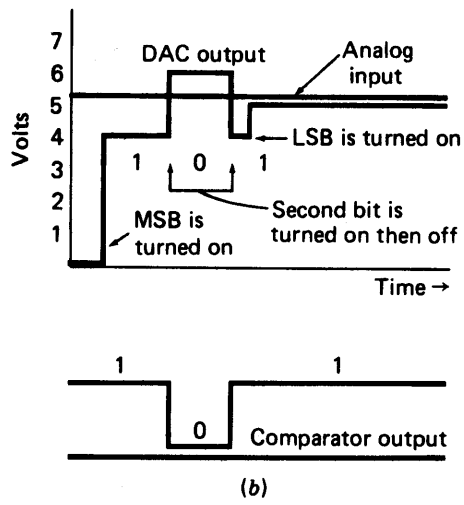 7
6
5
4
3
2
1
Volts
DAC output
Analog
input
LSB is turned on
1 0 1
MSB is
turned on
Second bit is
turned on then off
Time →
1 1
0
Comparator output
(b)